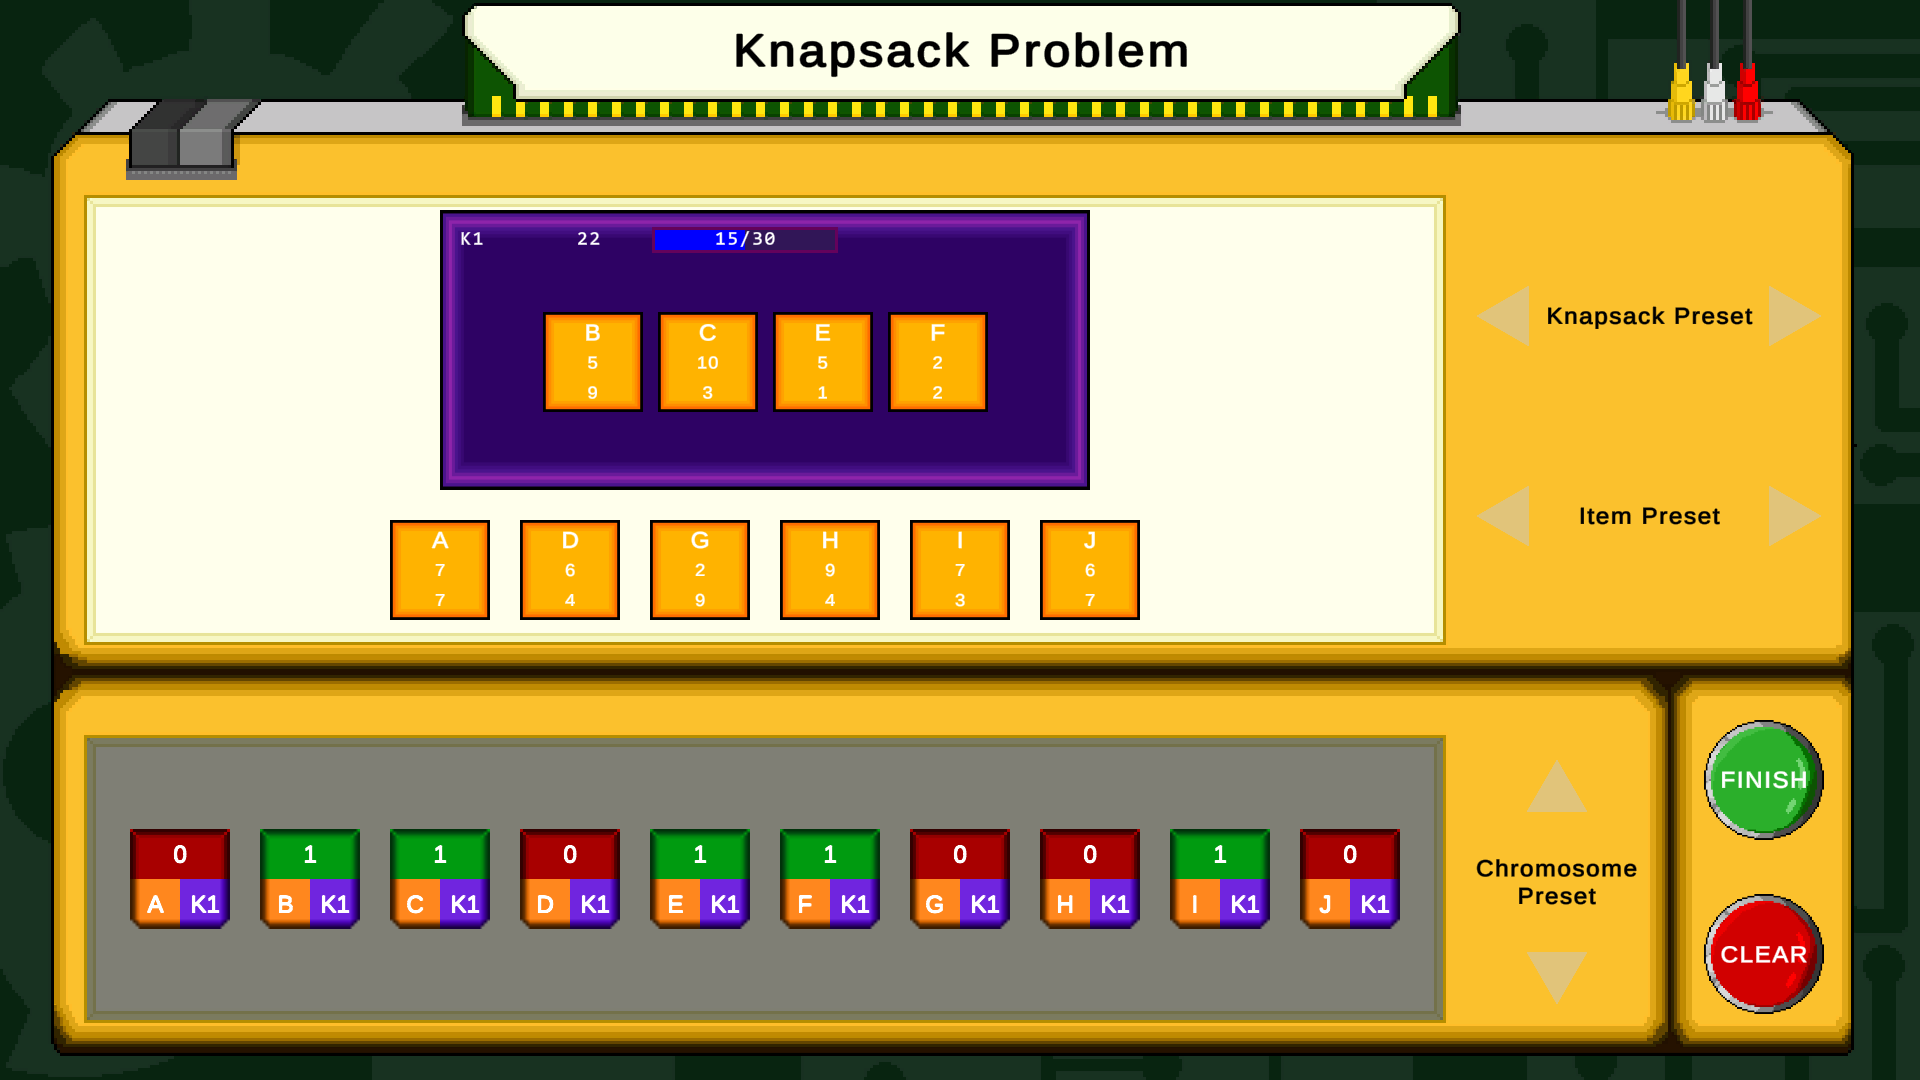 Knapsack Problem
K1 22 15/30
B C E F
5 10 5 2
9 3 1 2
A D G H I J
7 6 2 9 7 6
7 4 9 4 3 7
Knapsack Preset
Item Preset
0 1 1 0 1 1 0 0 1 0
A K1 B K1 C K1 D K1 E K1 F K1 G K1 H K1 I K1 J K1
Chromosome
Preset
FINISH
CLEAR